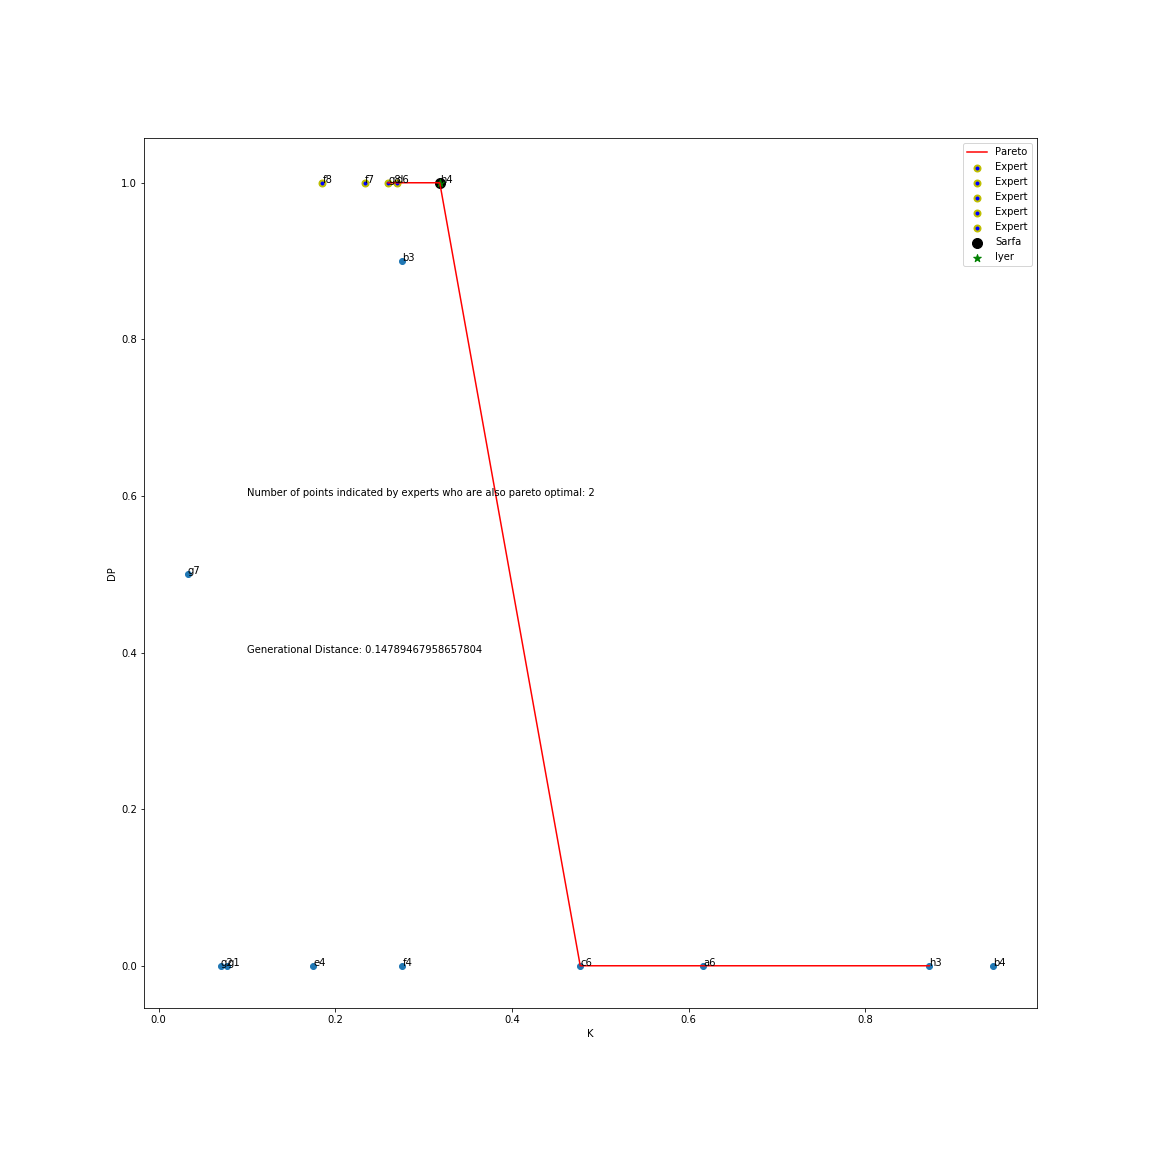 Pareto
Expert
Expert
Expert
Expert
Expert
Sarfa
Iyer
1.0
0.8
0.6
0.4
0.2
0.0
DP
f8
f7
b3
Number of points indicated by experts who are also pareto optimal: 2
g7
Generational Distance: 0.14789467958657804
e4
f4
c6
a6
h3
b4
0.0
0.2
0.4
0.6
0.8
K